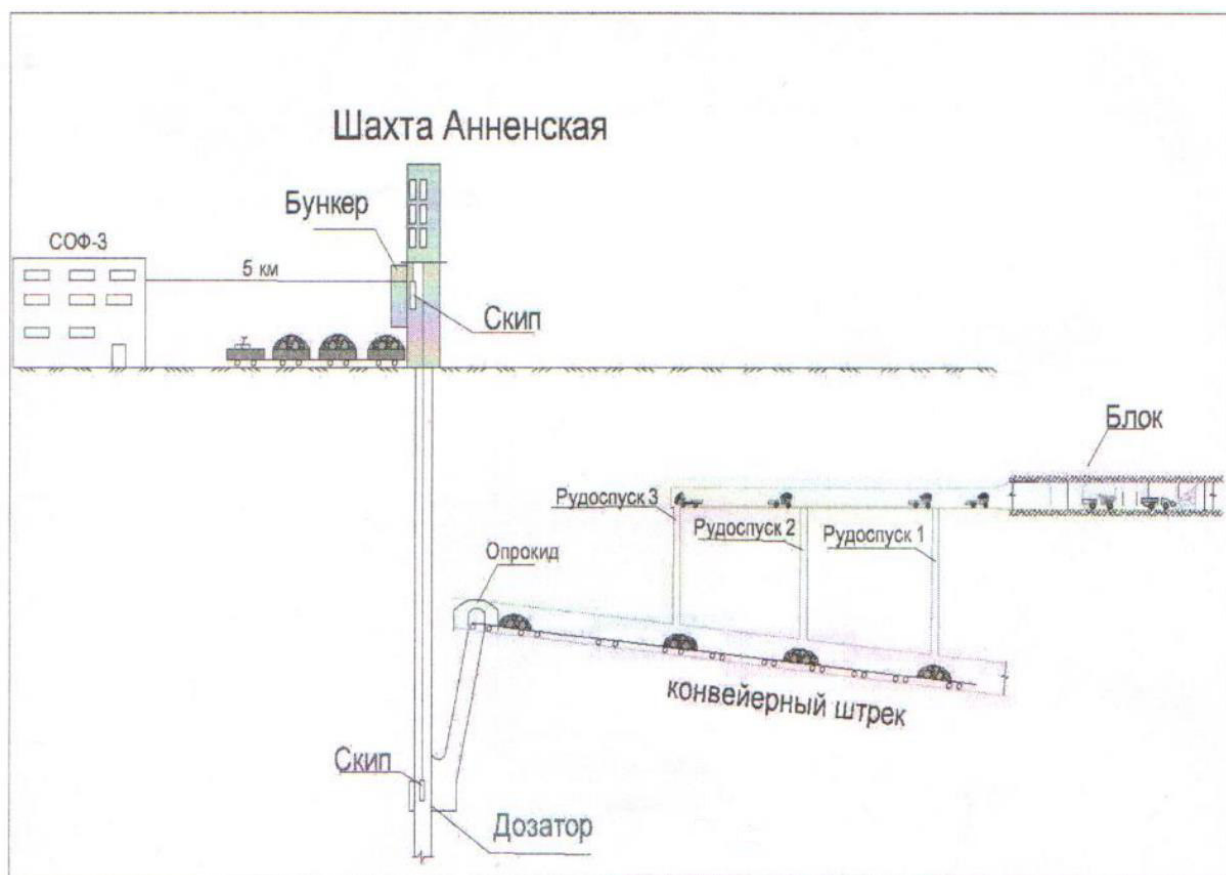 Шахта Анненская
Бункер
СОФ-3
5 км
Скип
Блок
Рудоспуск 3
Рудоспуск 2
Рудоспуск 1
Опрокид
конвейерный штрек
Скип
Дозатор